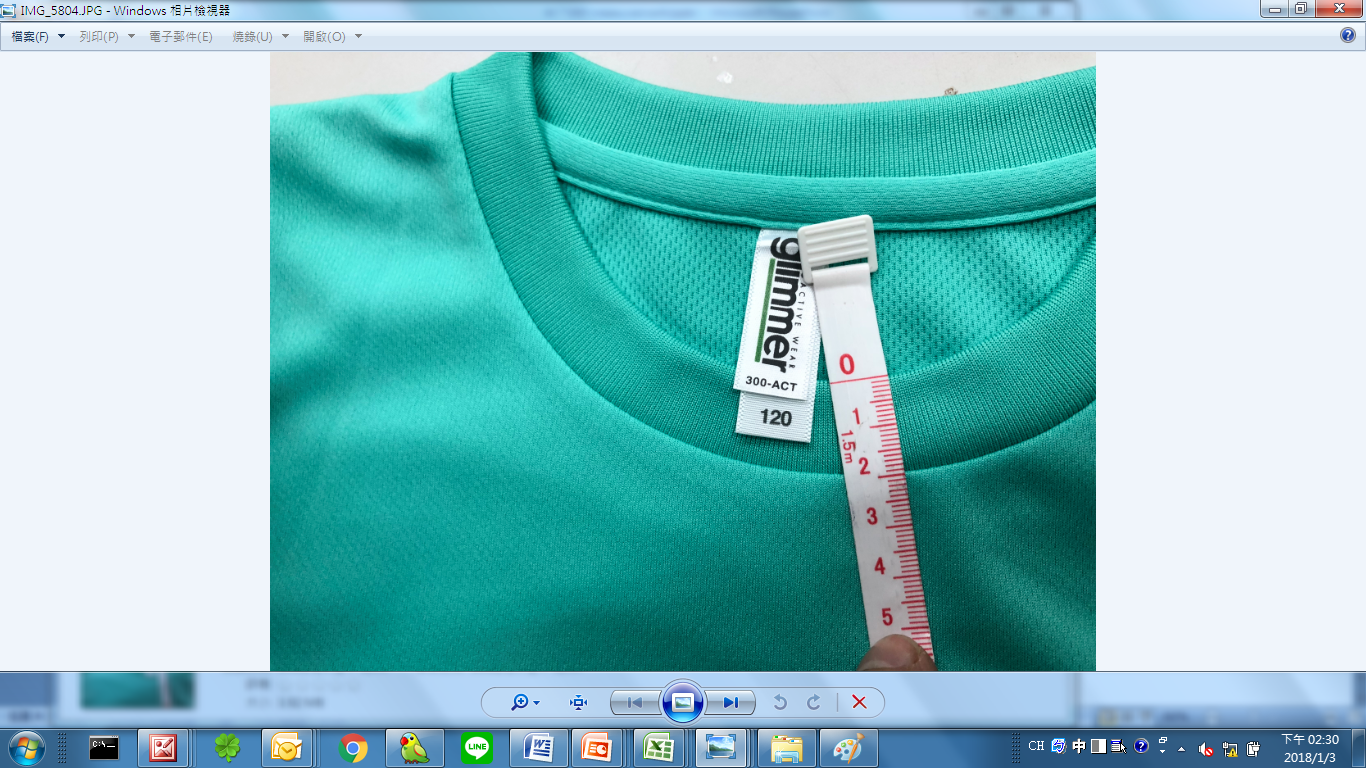 IMG_5804.JPG - Windows 相片檢視器
檔案(F) 列印(P) 電子郵件(E) 燒錄(U) 開啟(O)
glimmer
ACTIVE WEAR
300-ACT
120
0
1
1.5m
2
3
4
5
C:\_
LINE
CH 中
下午 02:30
2018/1/3